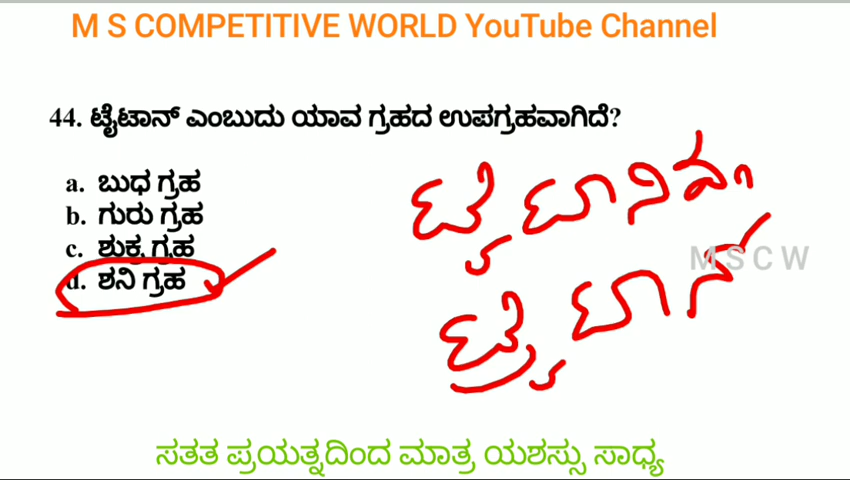 M S COMPETITIVE WORLD YouTube Channel
44. ಟೈಟಾನ್ ಎಂಬುದು ಯಾವ ಗ್ರಹದ ಉಪಗ್ರಹವಾಗಿದೆ?
a. ಬುಧ ಗ್ರಹ
b. ಗುರು ಗ್ರಹ
c. ಶುಕ್ರ ಗ್ರಹ
d. ಶನಿ ಗ್ರಹ
ಟೈಟಾನಿಯಂ
M S C W
ಟ್ರೈಟಾನ್
ಸತತ ಪ್ರಯತ್ನದಿಂದ ಮಾತ್ರ ಯಶಸ್ಸು ಸಾಧ್ಯ